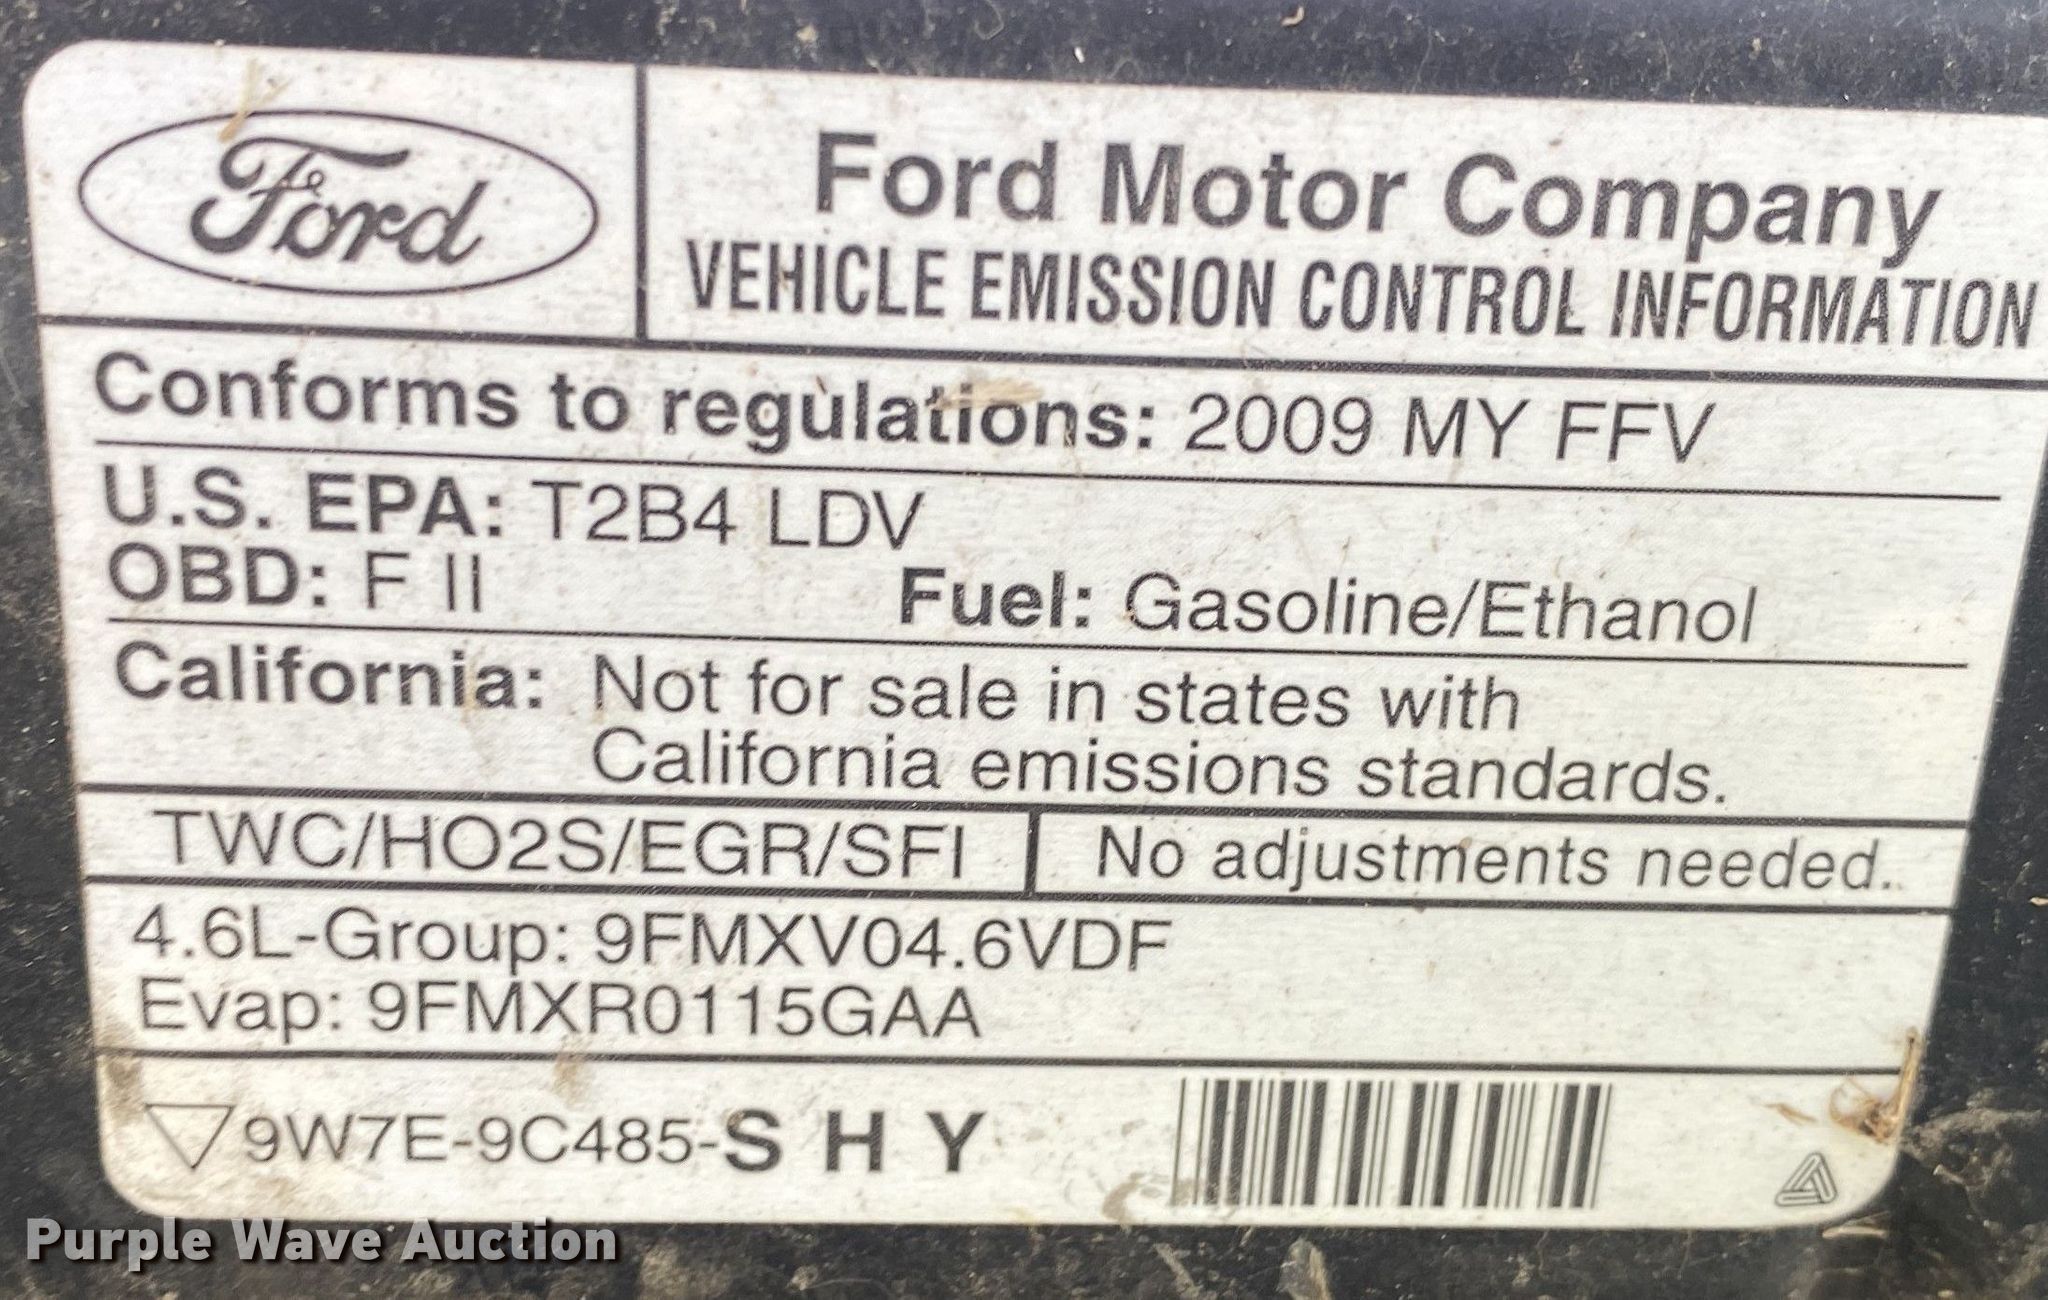 Ford
Ford Motor Company
VEHICLE EMISSION CONTROL INFORMATION
Conforms to regulations: 2009 MY FFV
U.S. EPA: T2B4 LDV
OBD: F II Fuel: Gasoline/Ethanol
California: Not for sale in states with
California emissions standards.
TWC/HO2S/EGR/SFI No adjustments needed.
4.6L-Group: 9FMXV04.6VDF
Evap: 9FMXR0115GAA
9W7E-9C485-S H Y
Purple Wave Auction